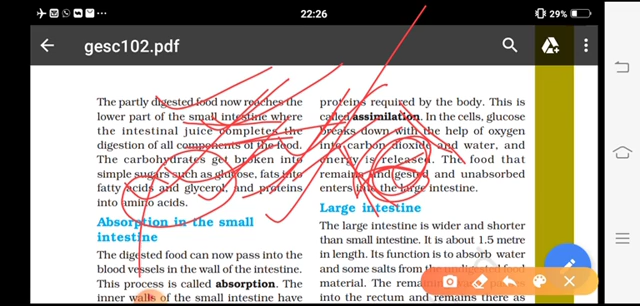 22:26
29%
gesc102.pdf
The partly digested food now reaches the
lower part of the small intestine where
the intestinal juice completes the
digestion of all components of the food.
The carbohydrates get broken into
simple sugars such as glucose, fats into
fatty acids and glycerol, and proteins
into amino acids.
Absorption in the small
intestine
The digested food can now pass into the
blood vessels in the wall of the intestine.
This process is called absorption. The
inner walls of the small intestine have
proteins required by the body. This is
called assimilation. In the cells, glucose
breaks down with the help of oxygen
into carbon dioxide and water, and
energy is released. The food that
remains undigested and unabsorbed
enters into the large intestine.
Large intestine
The large intestine is wider and shorter
than small intestine. It is about 1.5 metre
in length. Its function is to absorb
and some salts from the undigested food
material. The remaining passes
into the rectum and remains there as